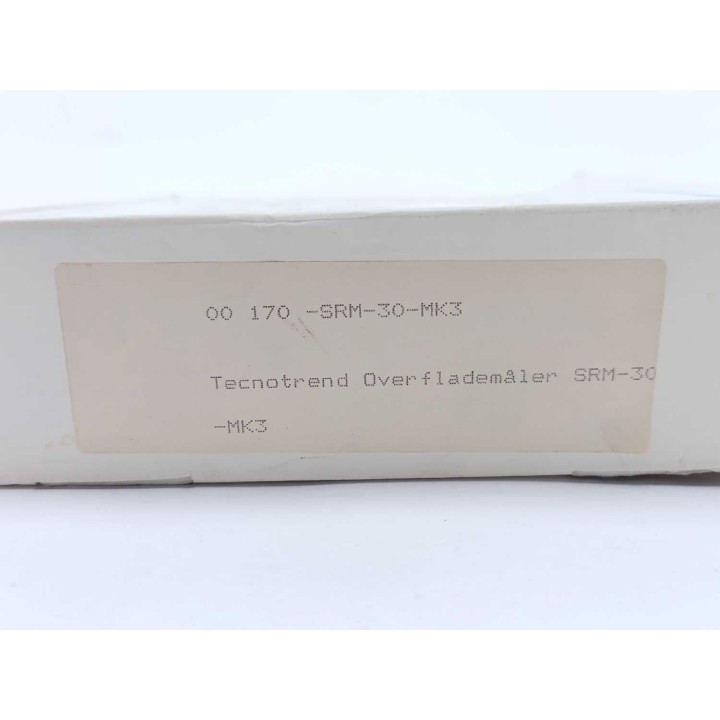 00 170 -SRM-30-MK3
Tecnotrend Overflademåler SRM-30
-MK3